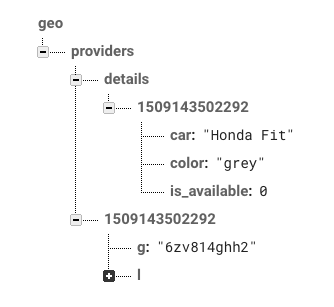 geo
providers
details
1509143502292
car: "Honda Fit"
color: "grey"
is_available: 0
1509143502292
g: "6zv814ghh2"
l